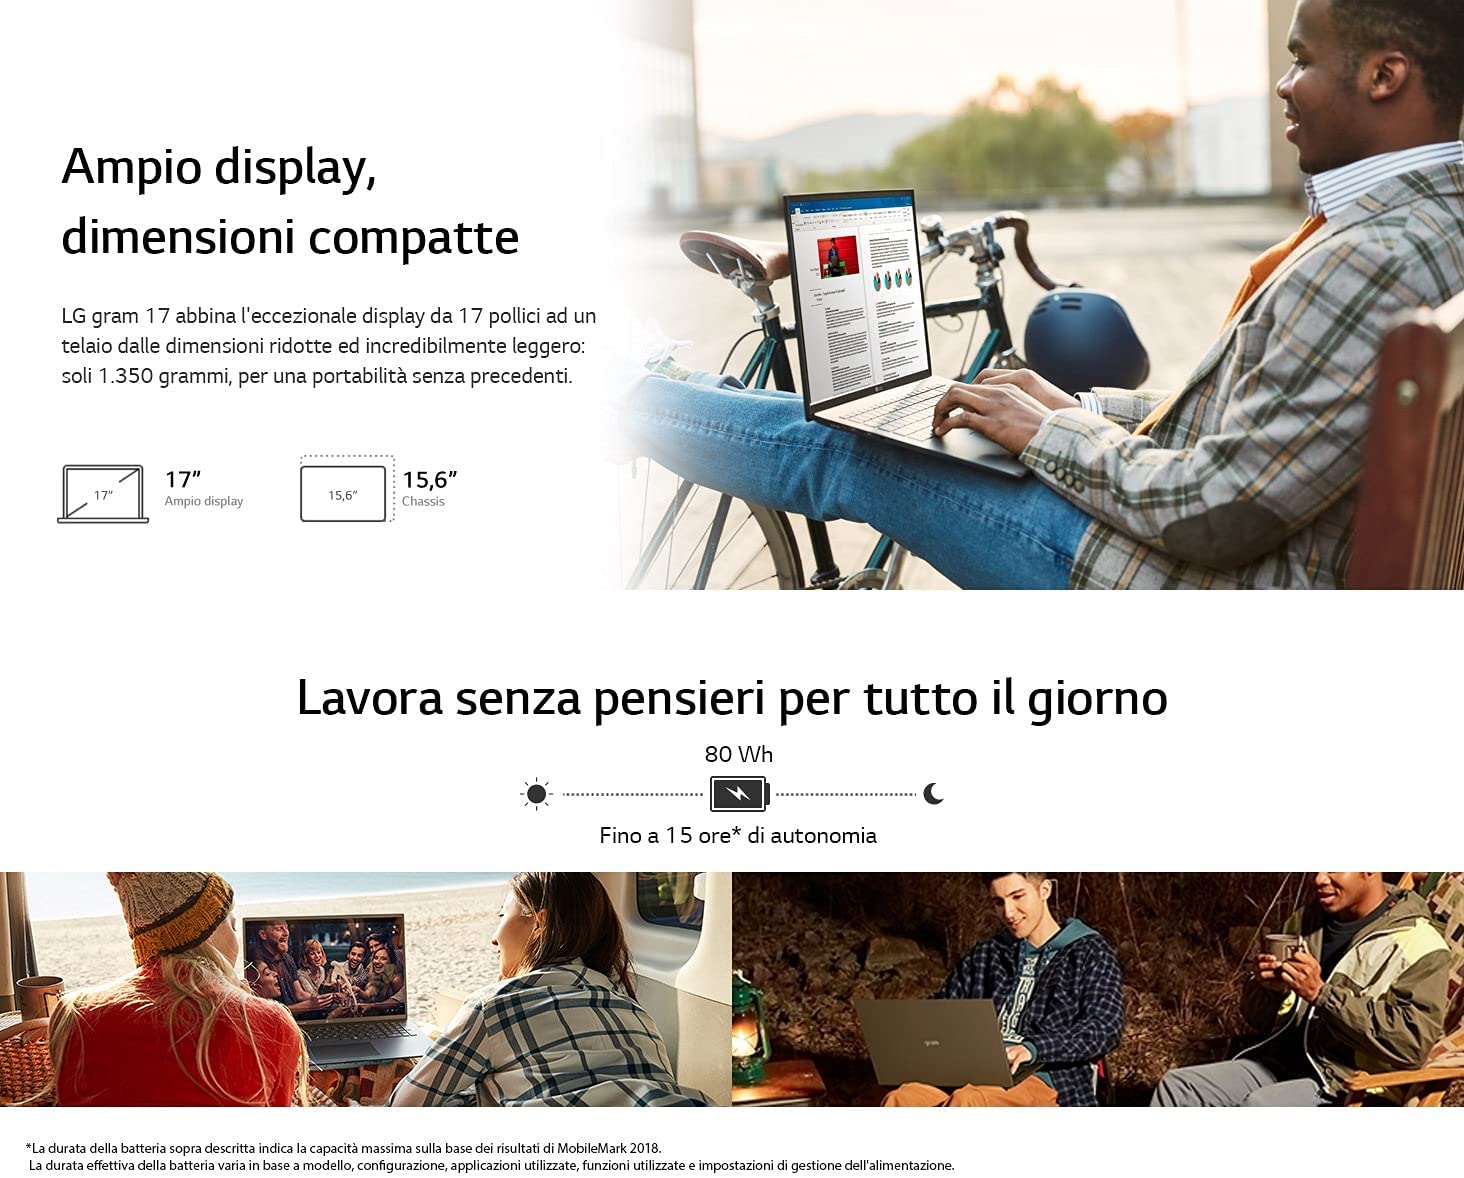 Ampio display,
dimensioni compatte
LG gram 17 abbina l'eccezionale display da 17 pollici ad un
telaio dalle dimensioni ridotte ed incredibilmente leggero:
soli 1.350 grammi, per una portabilità senza precedenti.
17”
17”
Ampio display
15,6”
15,6”
Chassis
Lavora senza pensieri per tutto il giorno
80 Wh
Fino a 15 ore* di autonomia
gram
*La durata della batteria sopra descritta indica la capacità massima sulla base dei risultati di MobileMark 2018.
La durata effettiva della batteria varia in base a modello, configurazione, applicazioni utilizzate, funzioni utilizzate e impostazioni di gestione dell'alimentazione.